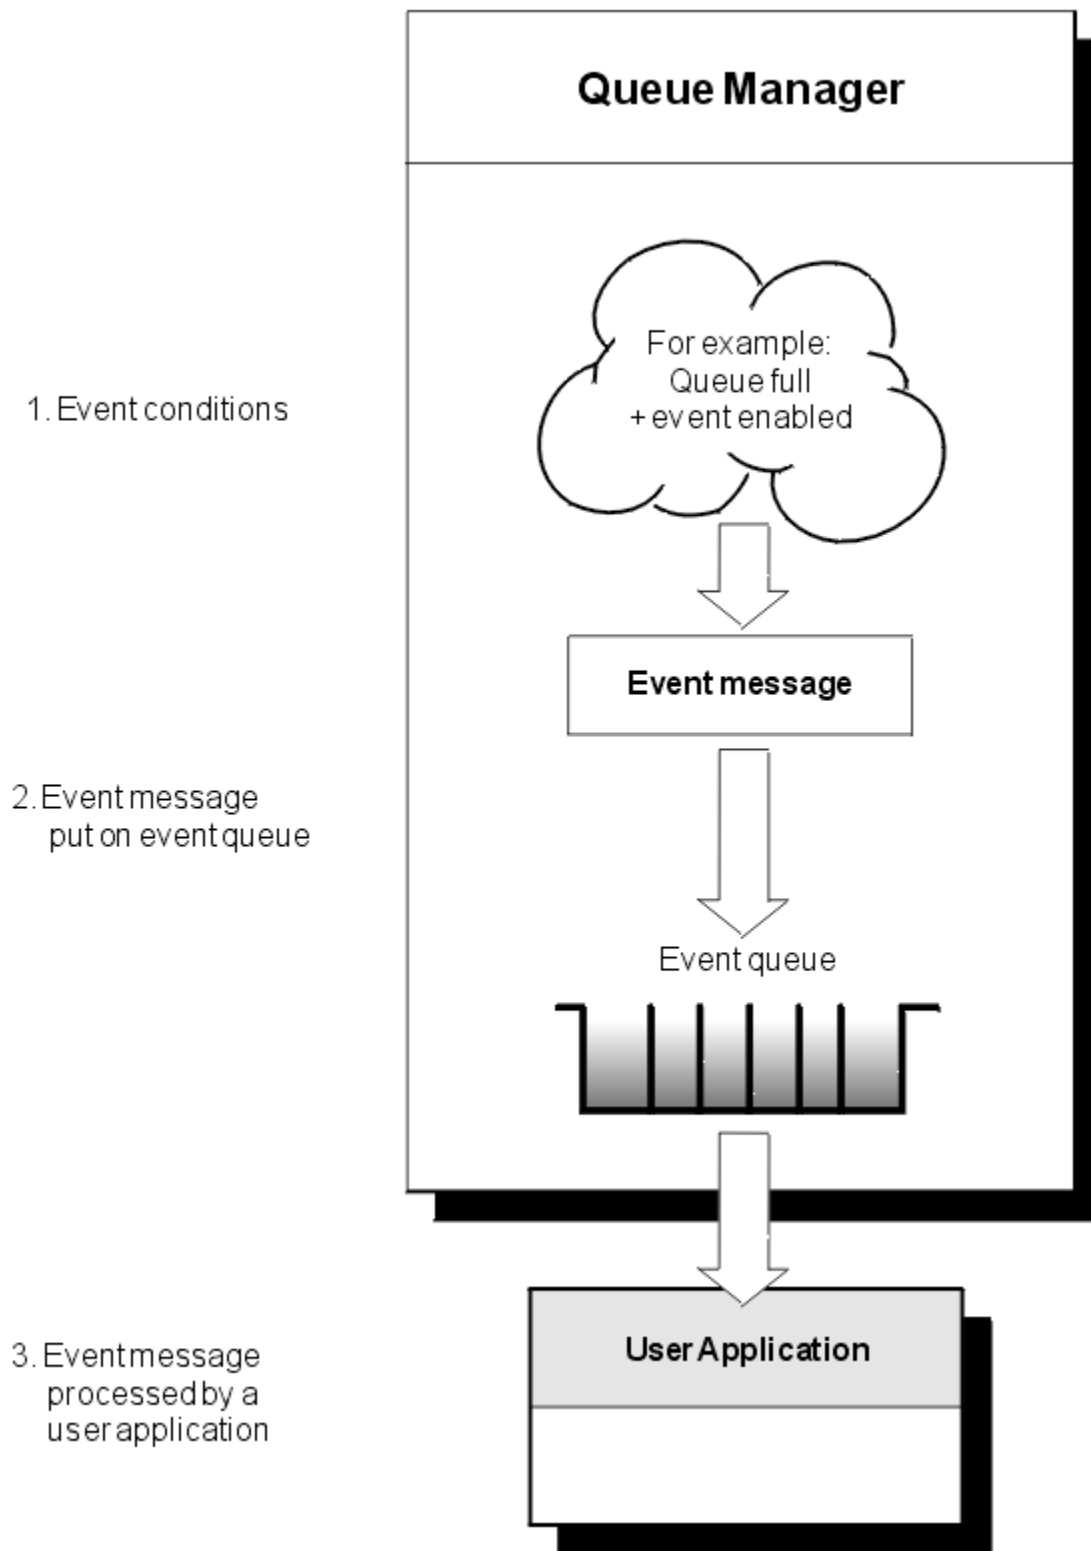 Queue Manager
For example:
Queue full
+ event enabled
1. Event conditions
Event message
2. Event message
put on event queue
Event queue
User Application
3. Event message
processed by a
user application